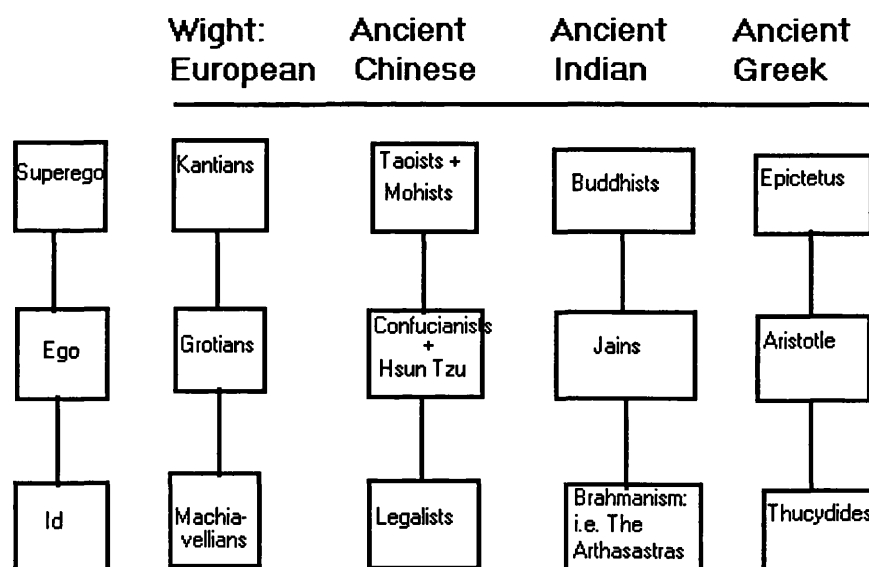 Wight:
European
Ancient
Chinese
Ancient
Indian
Ancient
Greek
Superego
Kantians
Taoists +
Mohists
Buddhists
Epictetus
Ego
Grotians
Confucianists
+
Hsun Tzu
Jains
Aristotle
Id
Machia-
vellians
Legalists
Brahmanism:
i.e. The
Arthasastras
Thucydides